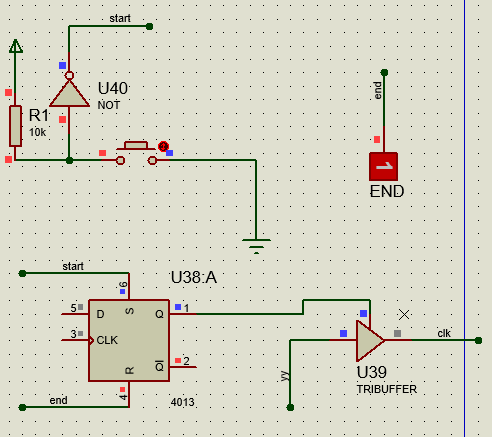 start
U40
NOT
R1
10k
end
1
END
start
U38:A
6
5
D
S
Q
1
3
CLK
R
Q
2
4
4013
end
yy
clk
U39
TRIBUFFER